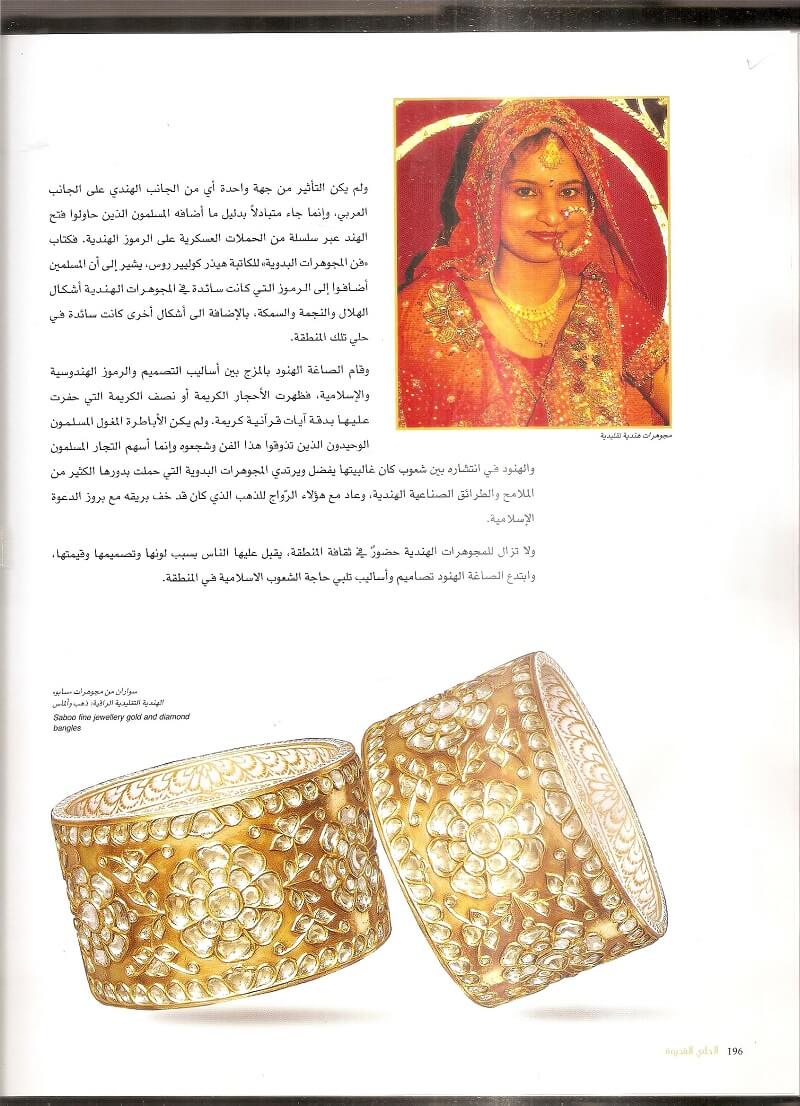 ولم يكن التأثير من جهة واحدة أي من الجانب الهندي على الجانب
العربي، وإنما جاء متبادلاً بدليل ما أضافه المسلمون الذين حاولوا فتح
الهند عبر سلسلة من الحملات العسكرية على الرموز الهندية. فكتاب
«فن المجوهرات البدوية» للكاتبة هيذر كوليير روس، يشير إلى أن المسلمين
أضافوا إلى الرموز التي كانت سائدة في المجوهرات الهندية أشكال
الهلال والنجمة والسمكة، بالإضافة الى أشكال أخرى كانت سائدة في
حلي تلك المنطقة.
وقام الصاغة الهنود بالمزج بين أساليب التصميم والرموز الهندوسية
والإسلامية، فظهرت الأحجار الكريمة أو نصف الكريمة التي حفرت
عليها بدقة آيات قرآنية كريمة. ولم يكن الأباطرة المغول المسلمون
الوحيدون الذين تذوقوا هذا الفن وشجعوه وإنما أسهم التجار المسلمون
والهنود في انتشاره بين شعوب كان غالبيتها يفضل ويرتدي المجوهرات البدوية التي حملت بدورها الكثير من
الملامح والطرائق الصناعية الهندية، وعاد مع هؤلاء الرّواج للذهب الذي كان قد خف بريقه مع بروز الدعوة
الإسلامية.
ولا تزال للمجوهرات الهندية حضورٌ في ثقافة المنطقة، يقبل عليها الناس بسبب لونها وتصميمها وقيمتها،
وابتدع الصاغة الهنود تصاميم وأساليب تلبي حاجة الشعوب الاسلامية في المنطقة.
مجوهرات هندية تقليدية
سواران من مجوهرات «سابو»
الهندية التقليدية الراقية: ذهب وألماس
Saboo fine jewellery gold and diamond
bangles
196 الحلي القديمة